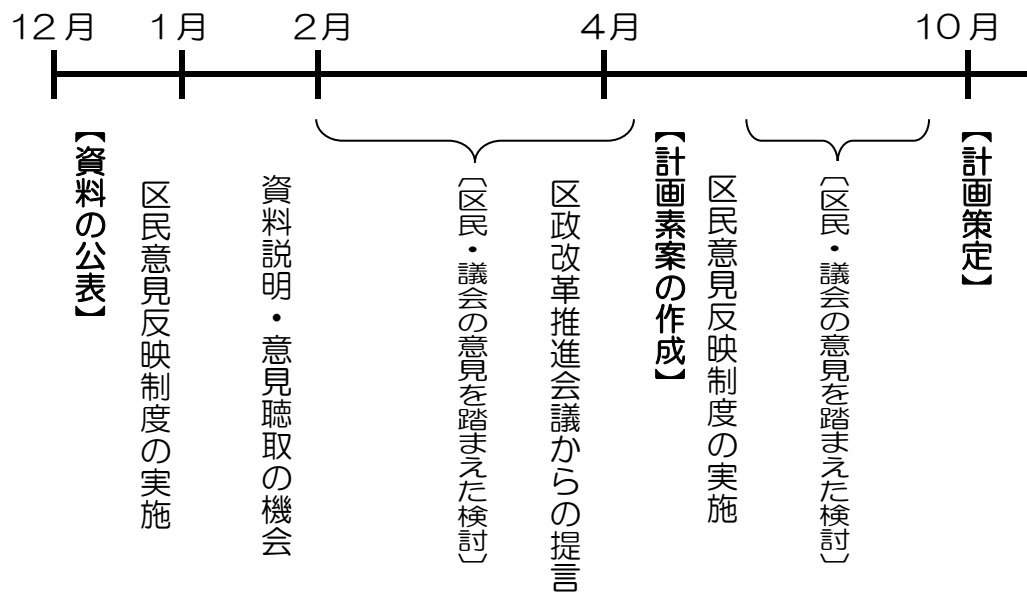 12月
1月
2月
4月
10月
【資料の公表】
区民意見反映制度の実施
資料説明・意見聴取の機会
〔区民・議会の意見を踏まえた検討〕
区政改革推進会議からの提言
【計画素案の作成】
区民意見反映制度の実施
〔区民・議会の意見を踏まえた検討〕
【計画策定】